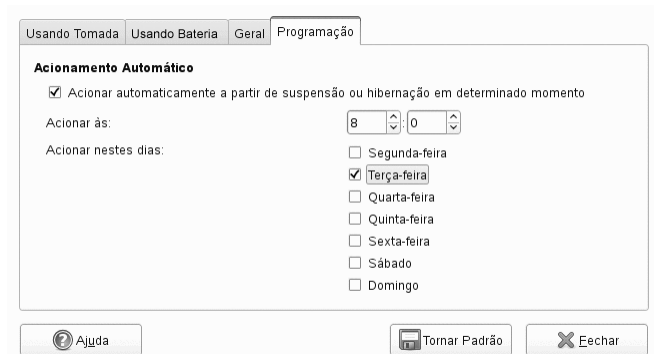 Usando Tomada Usando Bateria Geral Programação
Acionamento Automático
Acionar automaticamente a partir de suspensão ou hibernação em determinado momento
Acionar às: 8 : 0
Acionar nestes dias: Segunda-feira
Terça-feira
Quarta-feira
Quinta-feira
Sexta-feira
Sábado
Domingo
Ajuda Tornar Padrão Fechar